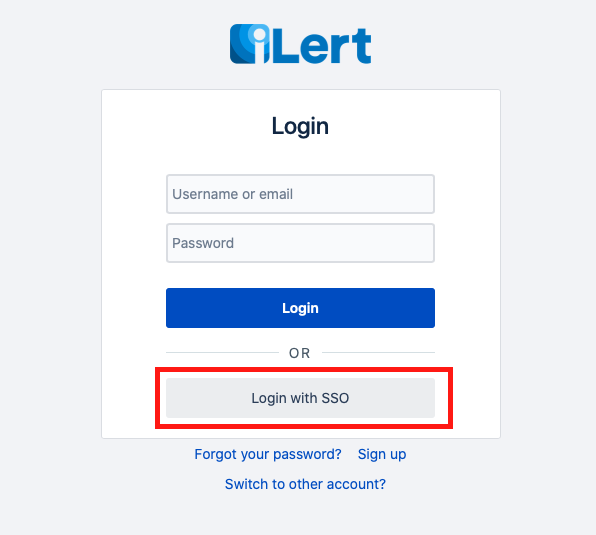 iLert
Login
Username or email
Password
Login
OR
Login with SSO
Forgot your password? Sign up
Switch to other account?